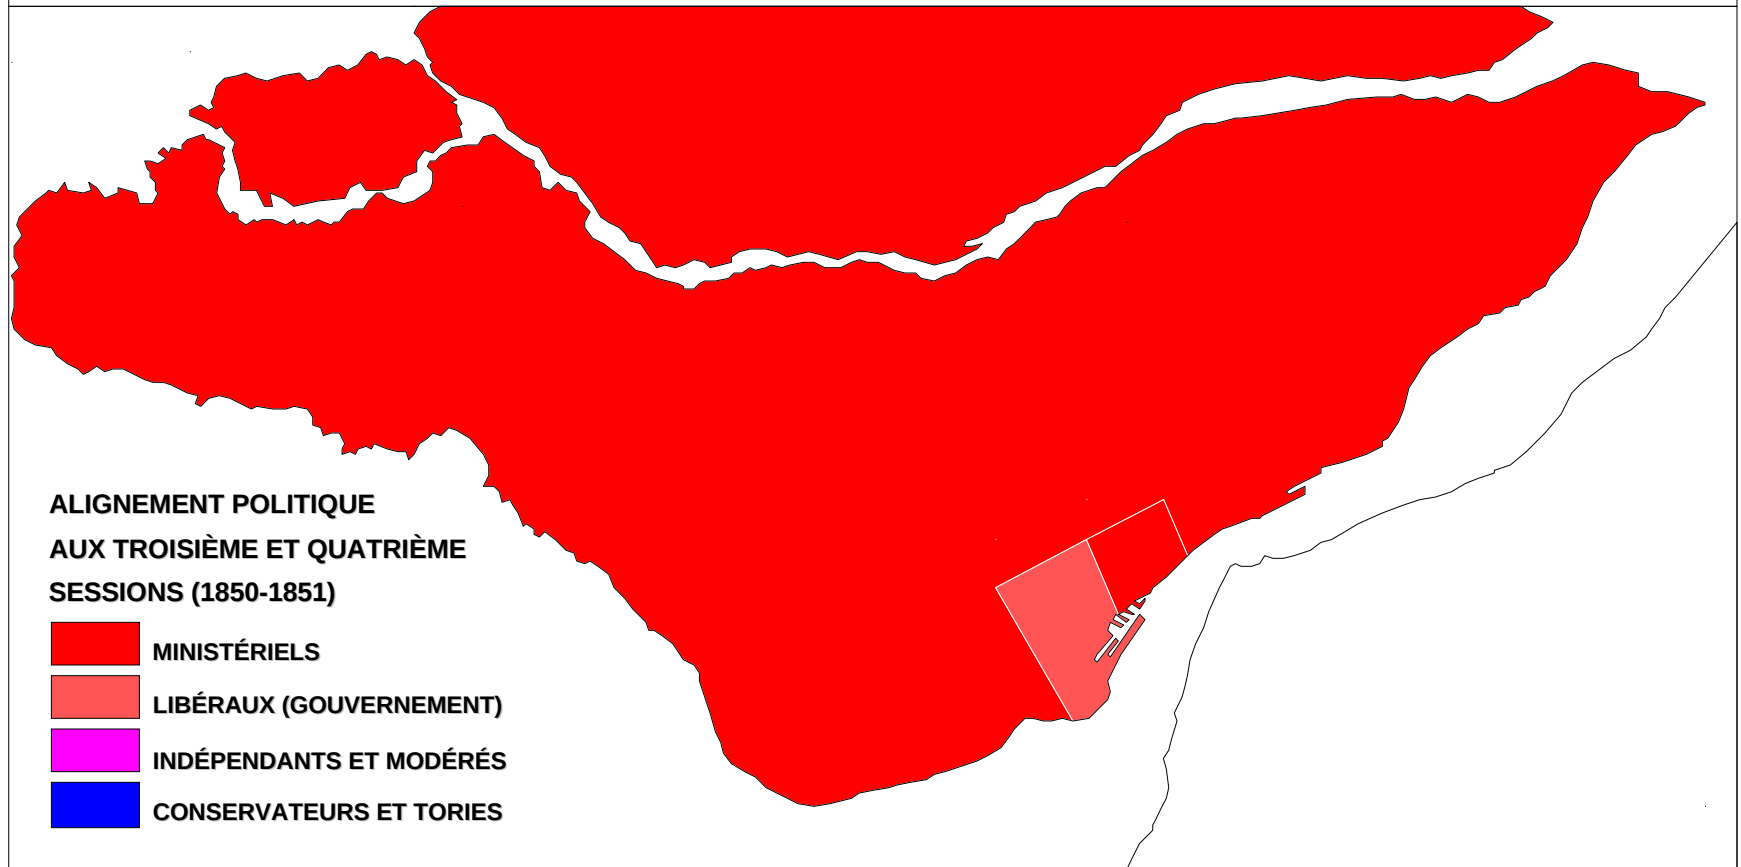 ALIGNEMENT POLITIQUE
AUX TROISIÈME ET QUATRIÈME
SESSIONS (1850-1851)
MINISTÉRIELS
LIBÉRAUX (GOUVERNEMENT)
INDÉPENDANTS ET MODÉRÉS
CONSERVATEURS ET TORIES